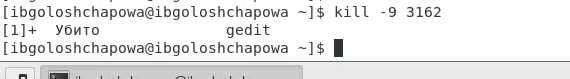 [ibgoloshchapowa@ibgoloshchapowa ~]$ kill -9 3162
[1]+  Убито              gedit
[ibgoloshchapowa@ibgoloshchapowa ~]$